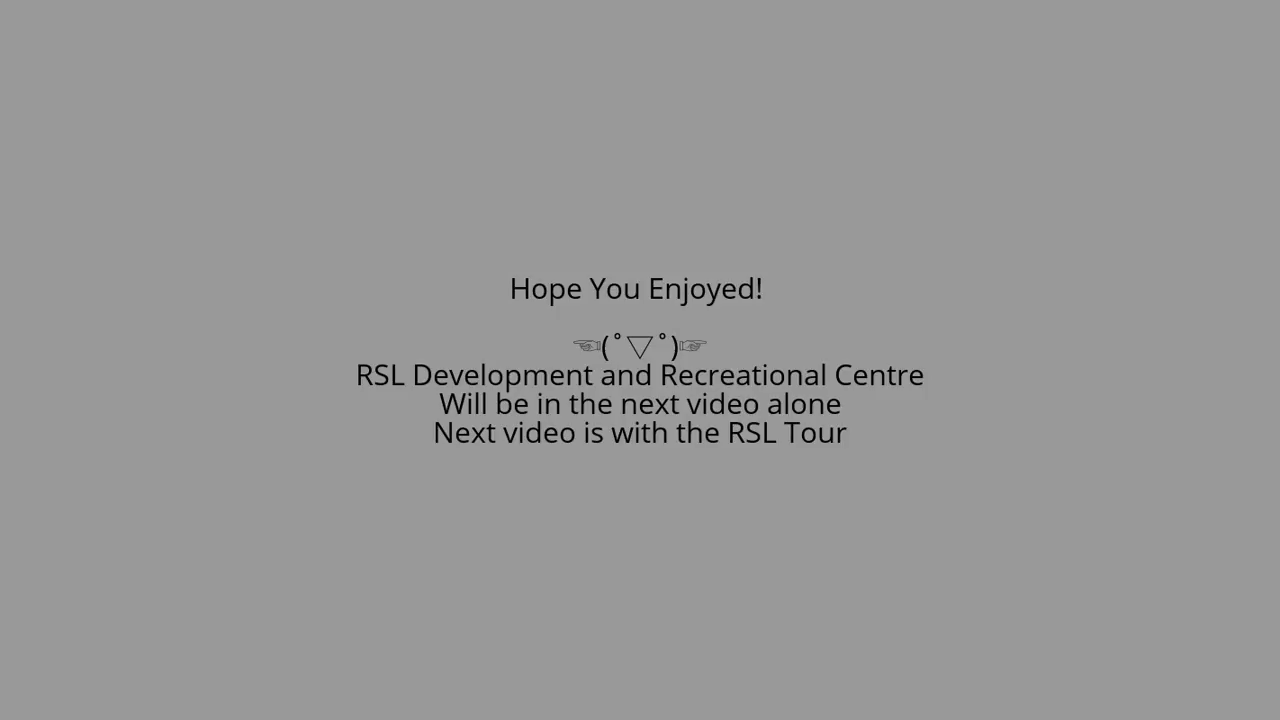 Hope You Enjoyed!
☜(ﾟヮﾟ)☞
RSL Development and Recreational Centre
Will be in the next video alone
Next video is with the RSL Tour